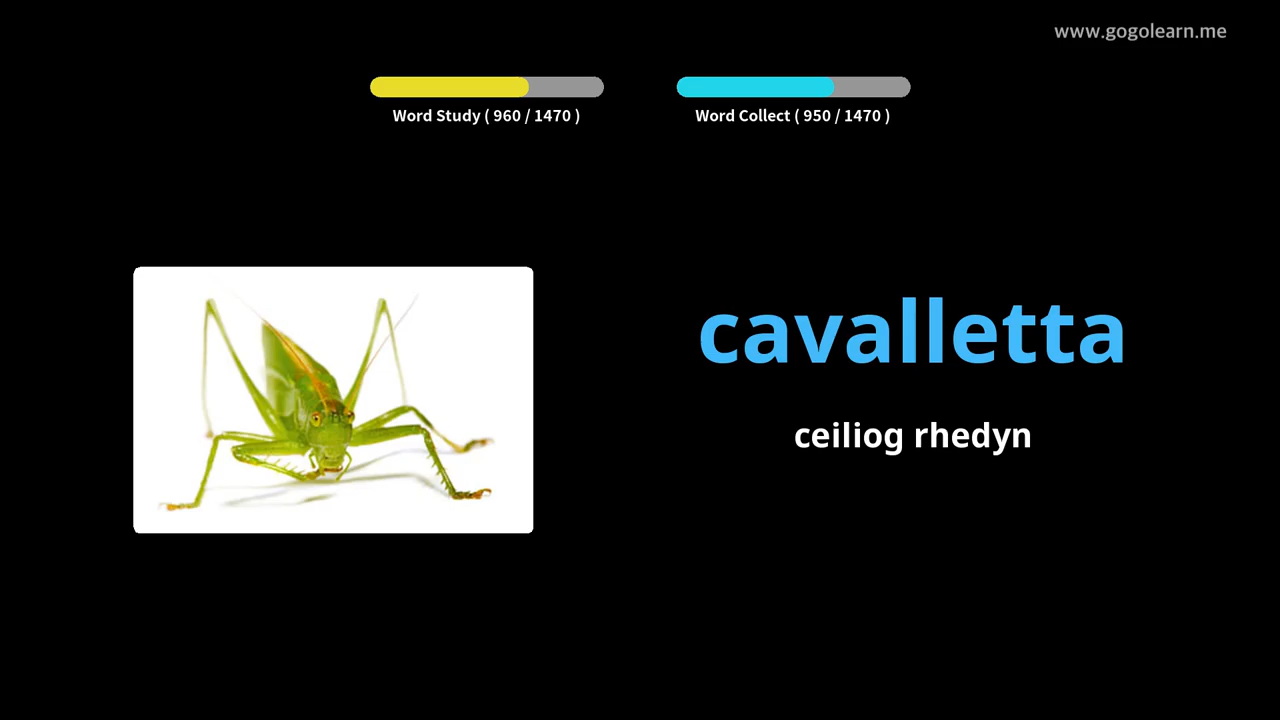 www.gogolearn.me
Word Study ( 960 / 1470 )
Word Collect ( 950 / 1470 )
cavalletta
ceiliog rhedyn